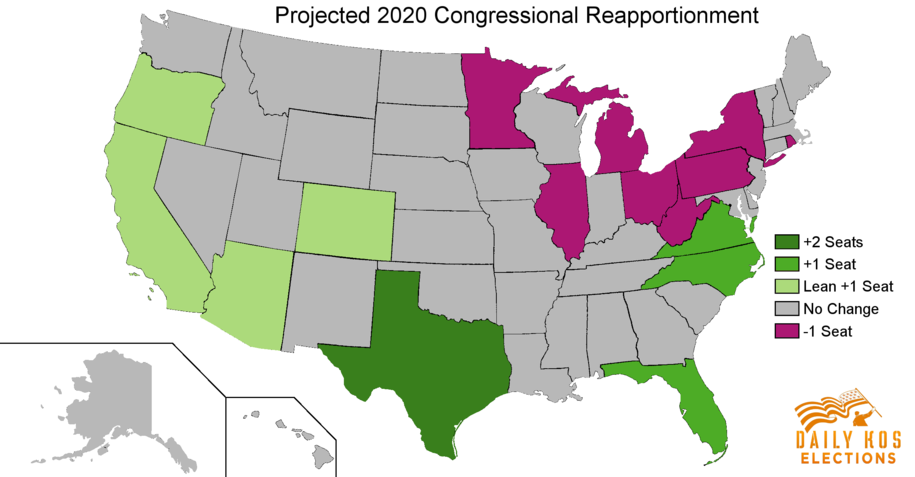 Projected 2020 Congressional Reapportionment
+2 Seats
+1 Seat
Lean +1 Seat
No Change
-1 Seat
DAILY KOS
ELECTIONS